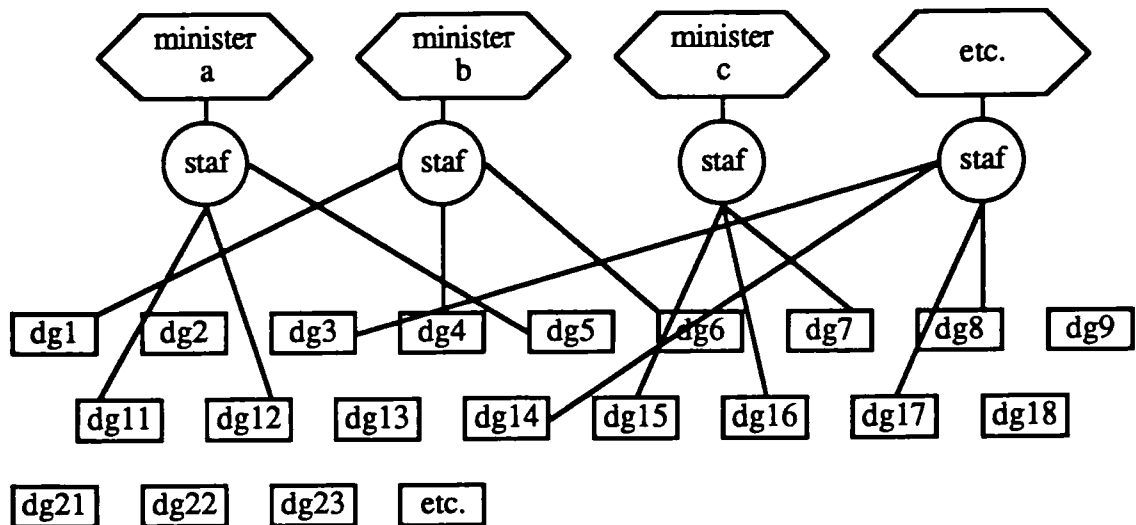 minister
a
minister
b
minister
c
etc.
staf
staf
staf
staf
dg1
dg2
dg3
dg4
dg5
dg6
dg7
dg8
dg9
dg11
dg12
dg13
dg14
dg15
dg16
dg17
dg18
dg21
dg22
dg23
etc.